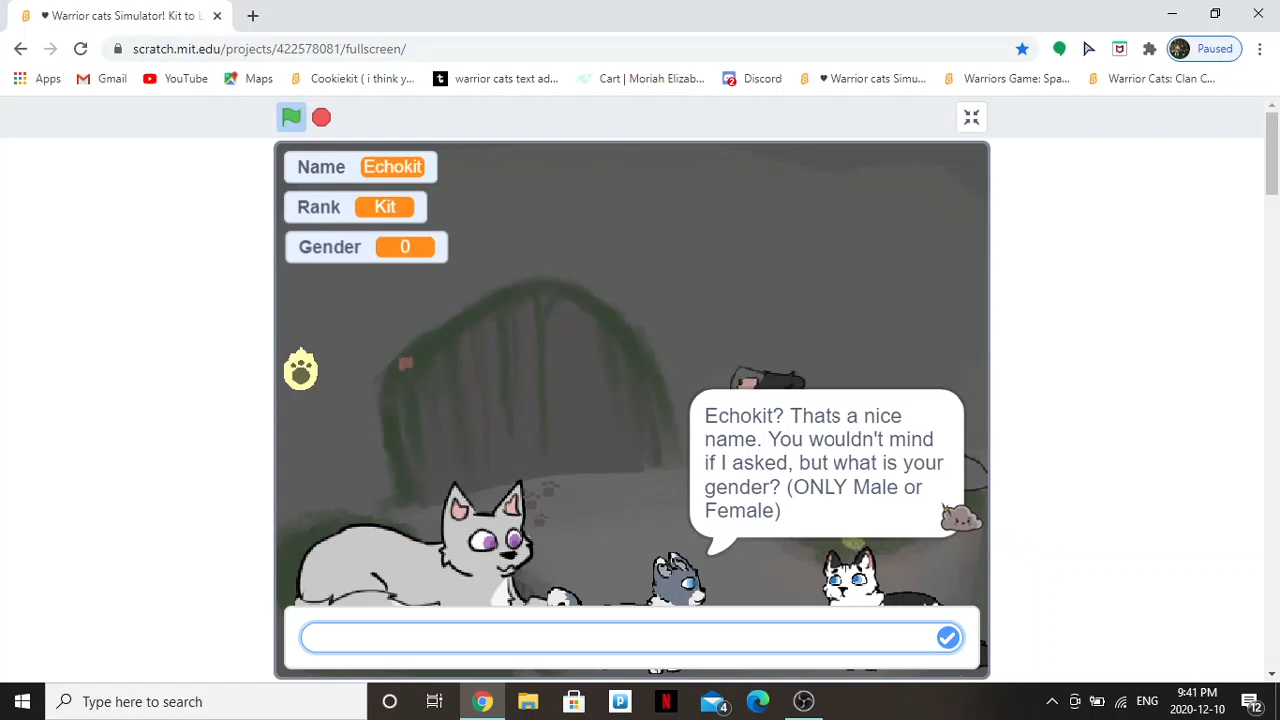 ♥ Warrior cats Simulator! Kit to L
scratch.mit.edu/projects/422578081/fullscreen/
Paused
Apps
Gmail
YouTube
Maps
Cookiekit ( i think y...
warrior cats text ad...
Cart | Moriah Elizab...
Discord
♥ Warrior cats Simu...
Warriors Game: Spa...
Warrior Cats: Clan C...
Name Echokit
Rank Kit
Gender 0
Echokit? Thats a nice
name. You wouldn't mind
if I asked, but what is your
gender? (ONLY Male or
Female)
Type here to search
4
ENG
9:41 PM
2020-12-10
12